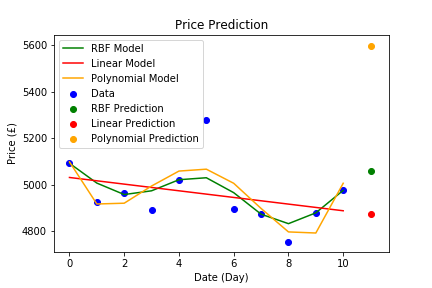 Price Prediction
Price (£)
5600
5400
5200
5000
4800
RBF Model
Linear Model
Polynomial Model
Data
RBF Prediction
Linear Prediction
Polynomial Prediction
0 2 4 6 8 10
Date (Day)